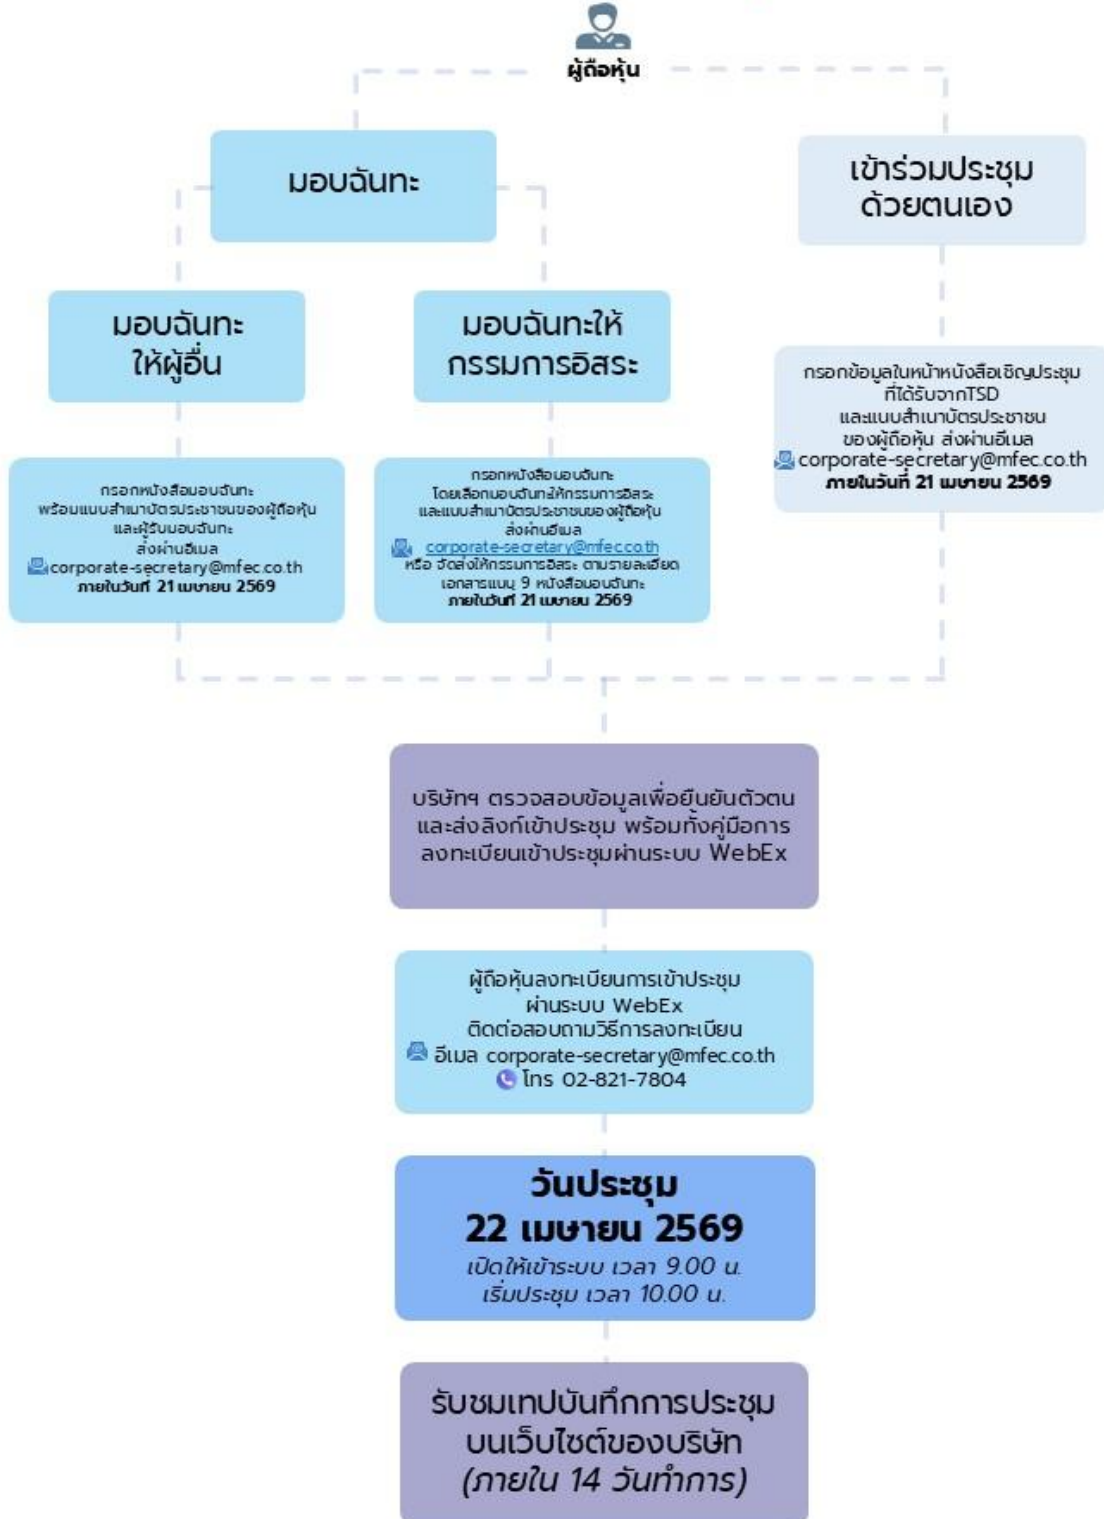 ผู้ถือหุ้น
มอบฉันทะ
เข้าร่วมประชุม
ด้วยตนเอง
มอบฉันทะ
ให้ผู้อื่น
มอบฉันทะให้
กรรมการอิสระ
กรอกข้อมูลในหน้าหนังสือเชิญประชุม
ที่ได้รับจากTSD
และแนบสำเนาบัตรประชาชน
ของผู้ถือหุ้น ส่งผ่านอีเมล
corporate-secretary@mfec.co.th
ภายในวันที่ 21 เมษายน 2569
กรอกหนังสือมอบฉันทะ
พร้อมแนบสำเนาบัตรประชาชนของผู้ถือหุ้น
และผู้รับมอบฉันทะ
ส่งผ่านอีเมล
corporate-secretary@mfec.co.th
ภายในวันที่ 21 เมษายน 2569
กรอกหนังสือมอบฉันทะ
โดยเลือกมอบฉันทะให้กรรมการอิสระ
และแนบสำเนาบัตรประชาชนของผู้ถือหุ้น
ส่งผ่านอีเมล
corporate-secretary@mfec.co.th
หรือ จัดส่งให้กรรมการอิสระ ตามรายละเอียด
เอกสารแนบ 9 หนังสือมอบฉันทะ
ภายในวันที่ 21 เมษายน 2569
บริษัทฯ ตรวจสอบข้อมูลเพื่อยืนยันตัวตน
และส่งลิงก์เข้าประชุม พร้อมทั้งคู่มือการ
ลงทะเบียนเข้าประชุมผ่านระบบ WebEx
ผู้ถือหุ้นลงทะเบียนการเข้าประชุม
ผ่านระบบ WebEx
ติดต่อสอบถามวิธีการลงทะเบียน
อีเมล corporate-secretary@mfec.co.th
โทร 02-821-7804
วันประชุม
22 เมษายน 2569
เปิดให้เข้าระบบ เวลา 9.00 น.
เริ่มประชุม เวลา 10.00 น.
รับชมเทปบันทึกการประชุม
บนเว็บไซต์ของบริษัท
(ภายใน 14 วันทำการ)